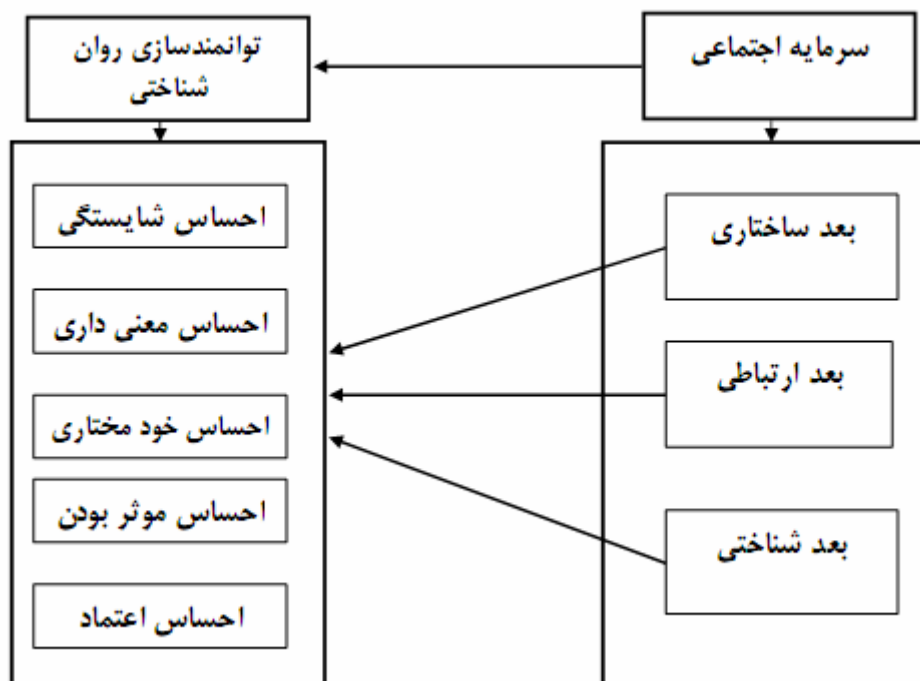 سرمایه اجتماعی
توانمندسازی روان
شناختی
بعد ساختاری
بعد ارتباطی
بعد شناختی
احساس شایستگی
احساس معنی داری
احساس خود مختاری
احساس موثر بودن
احساس اعتماد